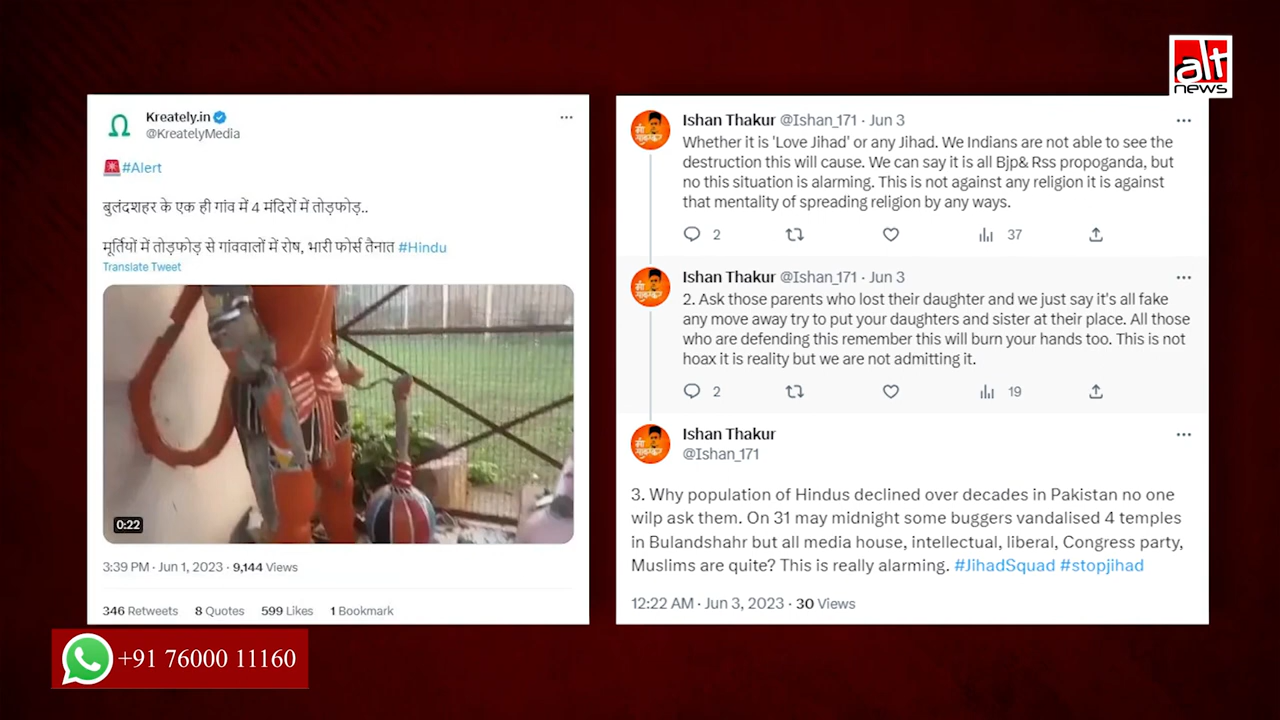 alt
news
Kreately.in
@KreatelyMedia
#Alert
बुलंदशहर के एक ही गांव में 4 मंदिरों में तोड़फोड़..
मूर्तियों में तोड़फोड़ से गांववालों में रोष, भारी फोर्स तैनात #Hindu
Translate Tweet
0:22
3:39 PM · Jun 1, 2023 · 9,144 Views
346 Retweets 8 Quotes 599 Likes 1 Bookmark
Ishan Thakur @Ishan_171 · Jun 3
Whether it is 'Love Jihad' or any Jihad. We Indians are not able to see the
destruction this will cause. We can say it is all Bjp& Rss propoganda, but
no this situation is alarming. This is not against any religion it is against
that mentality of spreading religion by any ways.
2 37
Ishan Thakur @Ishan_171 · Jun 3
2. Ask those parents who lost their daughter and we just say it's all fake
any move away try to put your daughters and sister at their place. All those
who are defending this remember this will burn your hands too. This is not
hoax it is reality but we are not admitting it.
2 19
Ishan Thakur
@Ishan_171
3. Why population of Hindus declined over decades in Pakistan no one
wilp ask them. On 31 may midnight some buggers vandalised 4 temples
in Bulandshahr but all media house, intellectual, liberal, Congress party,
Muslims are quite? This is really alarming. #JihadSquad #stopjihad
12:22 AM · Jun 3, 2023 · 30 Views
+91 76000 11160